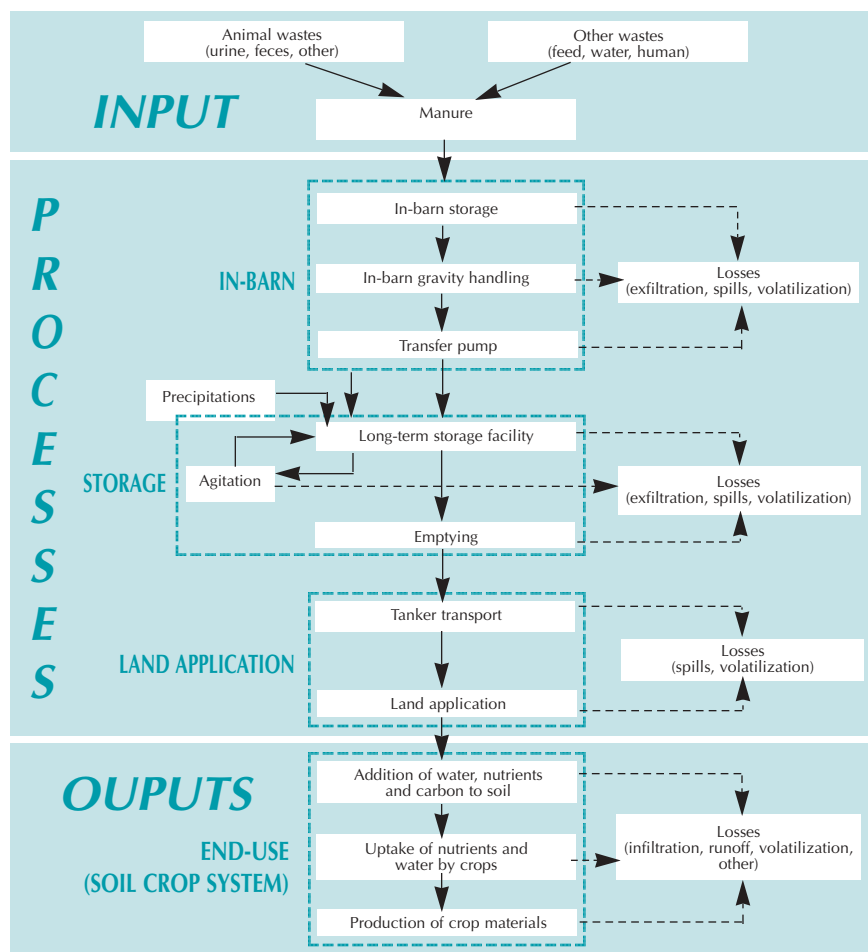 Animal wastes
(urine, feces, other)
Other wastes
(feed, water, human)
INPUT
Manure
PROCESSES
In-barn storage
IN-BARN
In-barn gravity handling
Losses
(exfiltration, spills, volatilization)
Transfer pump
Precipitations
Long-term storage facility
STORAGE
Agitation
Losses
(exfiltration, spills, volatilization)
Emptying
Tanker transport
LAND APPLICATION
Losses
(spills, volatilization)
Land application
OUPUTS
Addition of water, nutrients
and carbon to soil
END-USE
(SOIL CROP SYSTEM)
Uptake of nutrients and
water by crops
Losses
(infiltration, runoff, volatilization,
other)
Production of crop materials